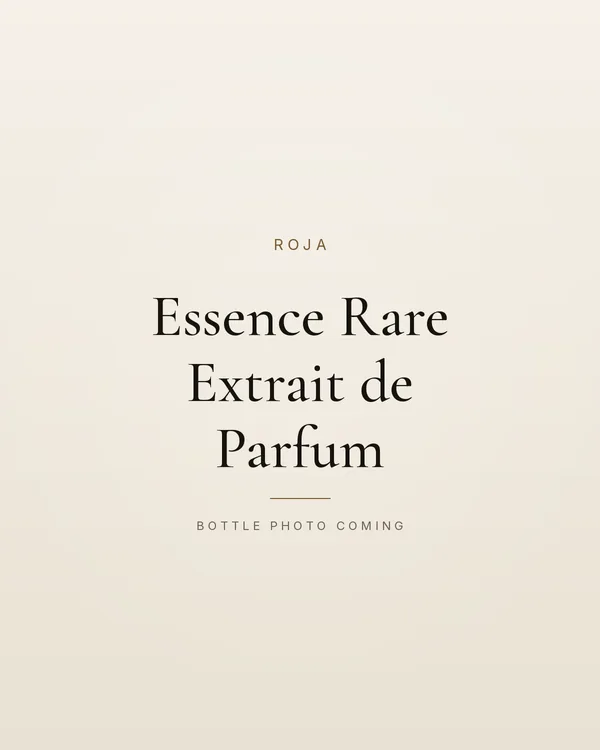 ROJA
Essence Rare
Extrait de
Parfum
BOTTLE PHOTO COMING